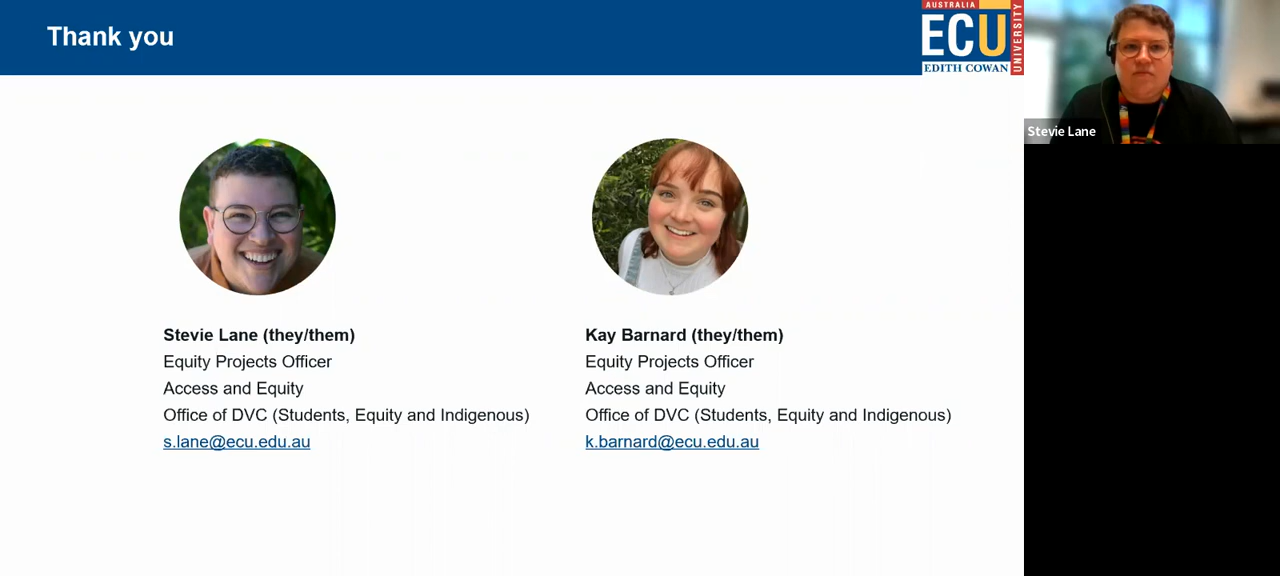 Thank you
AUSTRALIA
ECU
EDITH COWAN
UNIVERSITY
Stevie Lane
Stevie Lane (they/them)
Equity Projects Officer
Access and Equity
Office of DVC (Students, Equity and Indigenous)
s.lane@ecu.edu.au
Kay Barnard (they/them)
Equity Projects Officer
Access and Equity
Office of DVC (Students, Equity and Indigenous)
k.barnard@ecu.edu.au